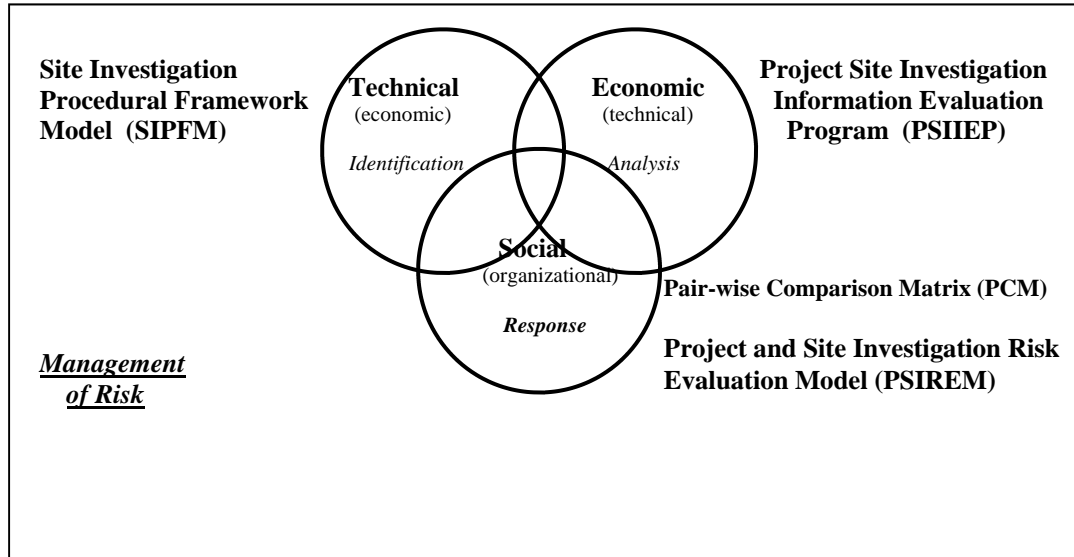 Site Investigation
Procedural Framework
Model (SIPFM)
Technical
(economic)
Identification
Economic
(technical)
Analysis
Project Site Investigation
Information Evaluation
Program (PSIIEP)
Social
(organizational)
Response
Pair-wise Comparison Matrix (PCM)
Project and Site Investigation Risk
Evaluation Model (PSIREM)
Management
of Risk